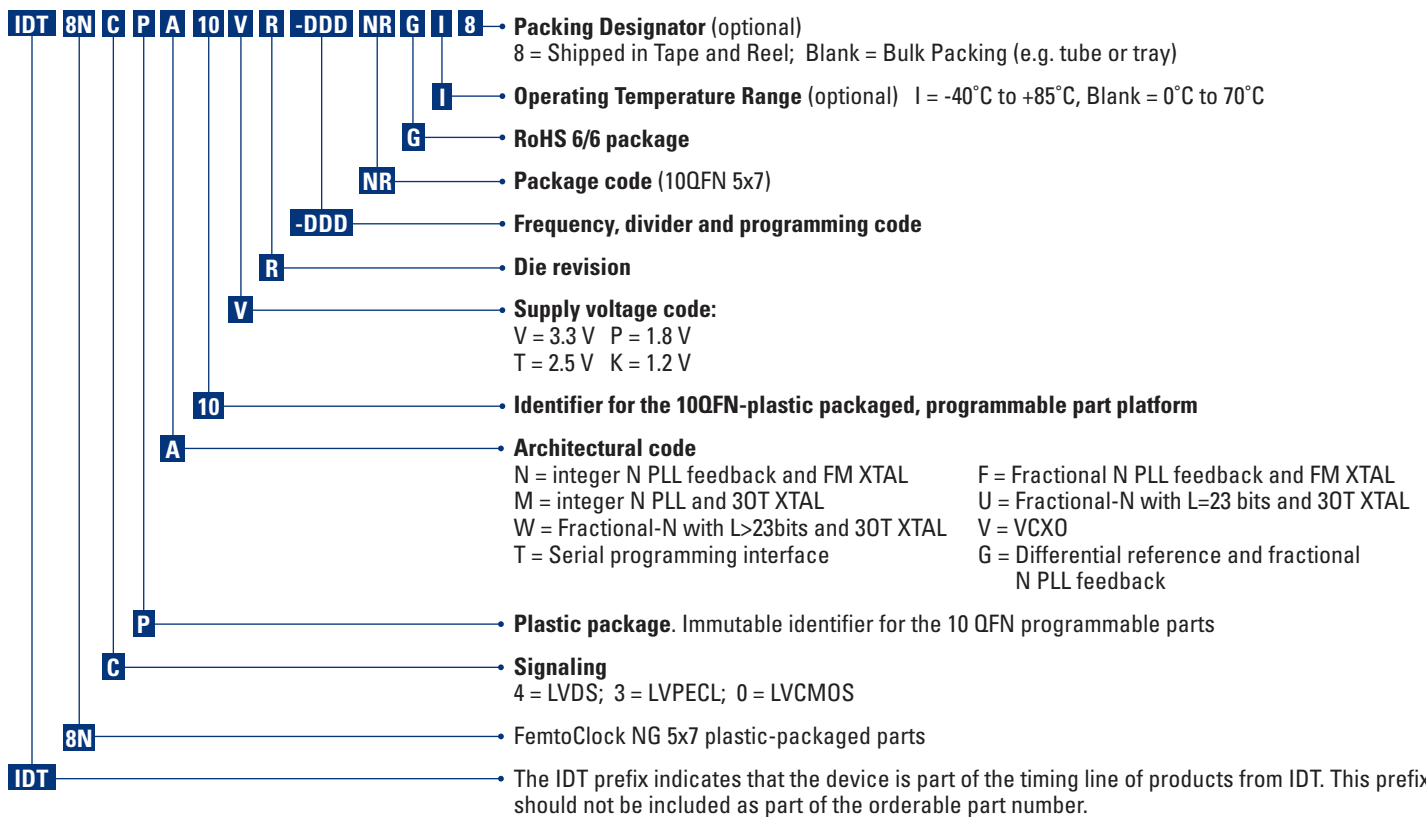 IDT 8N C P A 10 V R -DDD NR G I 8 Packing Designator (optional)
8 = Shipped in Tape and Reel; Blank = Bulk Packing (e.g. tube or tray)
I Operating Temperature Range (optional) I = -40˚C to +85˚C, Blank = 0˚C to 70˚C
G RoHS 6/6 package
NR Package code (10QFN 5x7)
-DDD Frequency, divider and programming code
R Die revision
V Supply voltage code:
V = 3.3 V P = 1.8 V
T = 2.5 V K = 1.2 V
10 Identifier for the 10QFN-plastic packaged, programmable part platform
A Architectural code
N = integer N PLL feedback and FM XTAL F = Fractional N PLL feedback and FM XTAL
M = integer N PLL and 3OT XTAL U = Fractional-N with L=23 bits and 3OT XTAL
W = Fractional-N with L>23bits and 3OT XTAL V = VCXO
T = Serial programming interface G = Differential reference and fractional
N PLL feedback
P Plastic package. Immutable identifier for the 10 QFN programmable parts
C Signaling
4 = LVDS; 3 = LVPECL; 0 = LVCMOS
8N FemtoClock NG 5x7 plastic-packaged parts
IDT The IDT prefix indicates that the device is part of the timing line of products from IDT. This prefix
should not be included as part of the orderable part number.